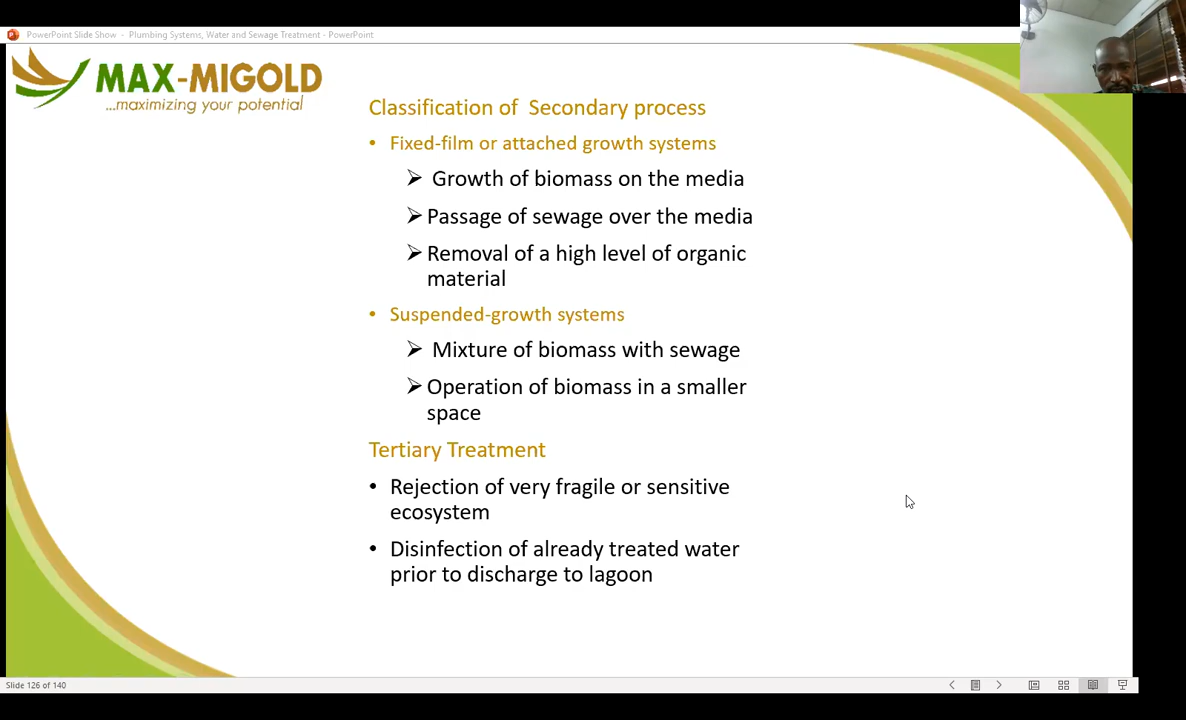 PowerPoint Slide Show - Plumbing Systems, Water and Sewage Treatment - PowerPoint
MAX-MIGOLD
...maximizing your potential
Classification of Secondary process
• Fixed-film or attached growth systems
➢ Growth of biomass on the media
➢ Passage of sewage over the media
➢ Removal of a high level of organic
material
• Suspended-growth systems
➢ Mixture of biomass with sewage
➢ Operation of biomass in a smaller
space
Tertiary Treatment
• Rejection of very fragile or sensitive
ecosystem
• Disinfection of already treated water
prior to discharge to lagoon
Slide 126 of 140